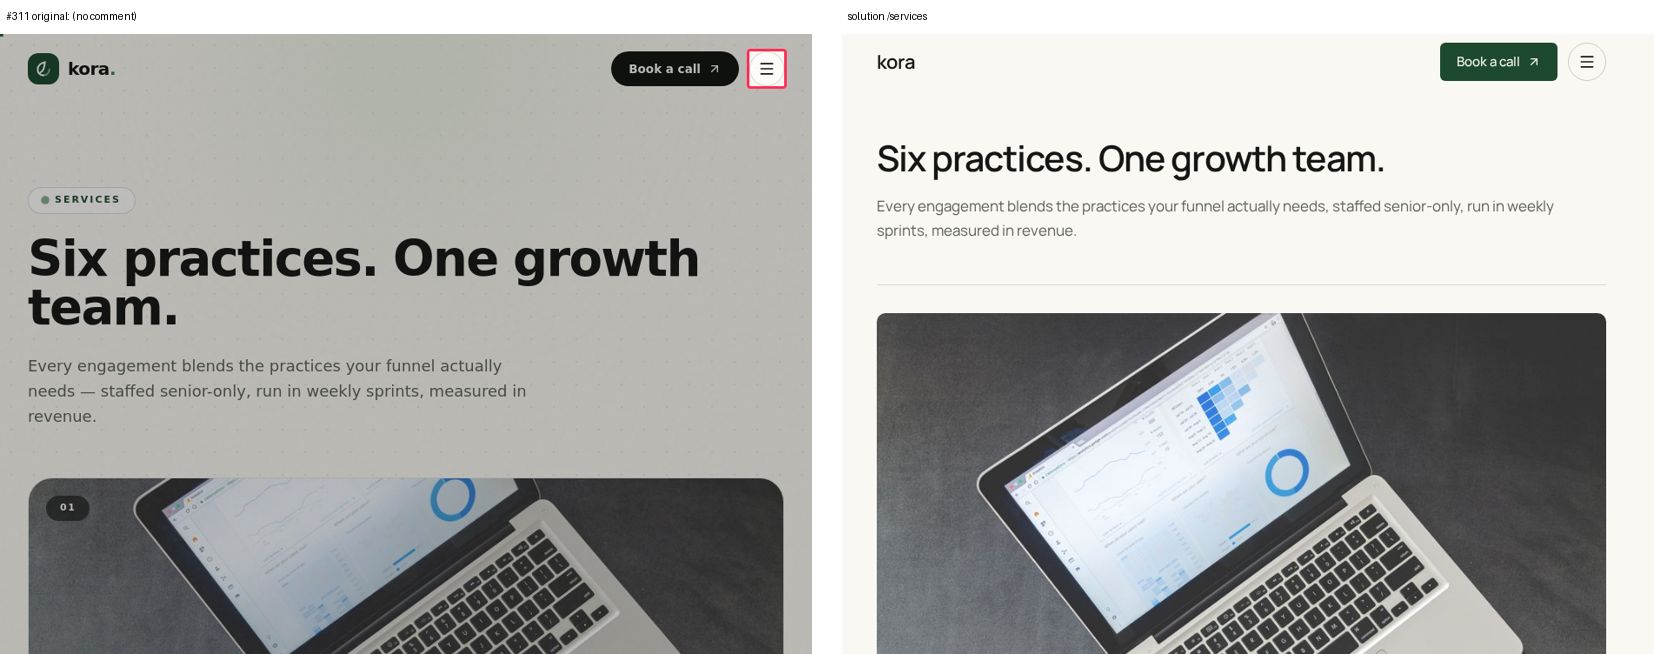 #311 original: (no comment)
kora.
Book a call
SERVICES
Six practices. One growth
team.
Every engagement blends the practices your funnel actually
needs — staffed senior-only, run in weekly sprints, measured in
revenue.
01
solution /services
kora
Book a call
Six practices. One growth team.
Every engagement blends the practices your funnel actually needs, staffed senior-only, run in weekly
sprints, measured in revenue.